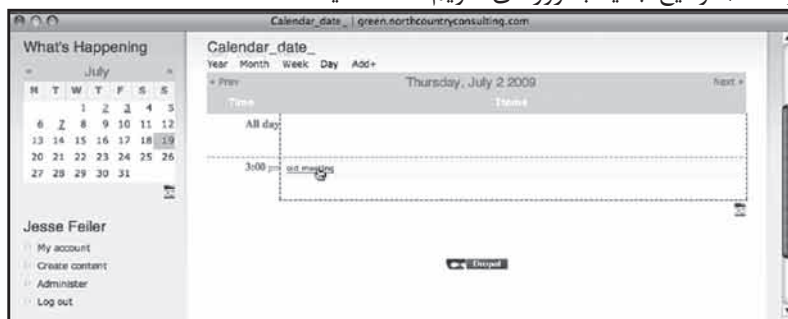 Calendar_date_ | green.northcountryconsulting.com
What's Happening
« July »
M T W T F S S
1 2 3 4 5
6 7 8 9 10 11 12
13 14 15 16 17 18 19
20 21 22 23 24 25 26
27 28 29 30 31
Jesse Feiler
My account
Create content
Administer
Log out
Calendar_date_
Year Month Week Day Add+
« Prev Thursday, July 2 2009 Next »
Time Items
All day
3:00 pm old meeting
Drupal